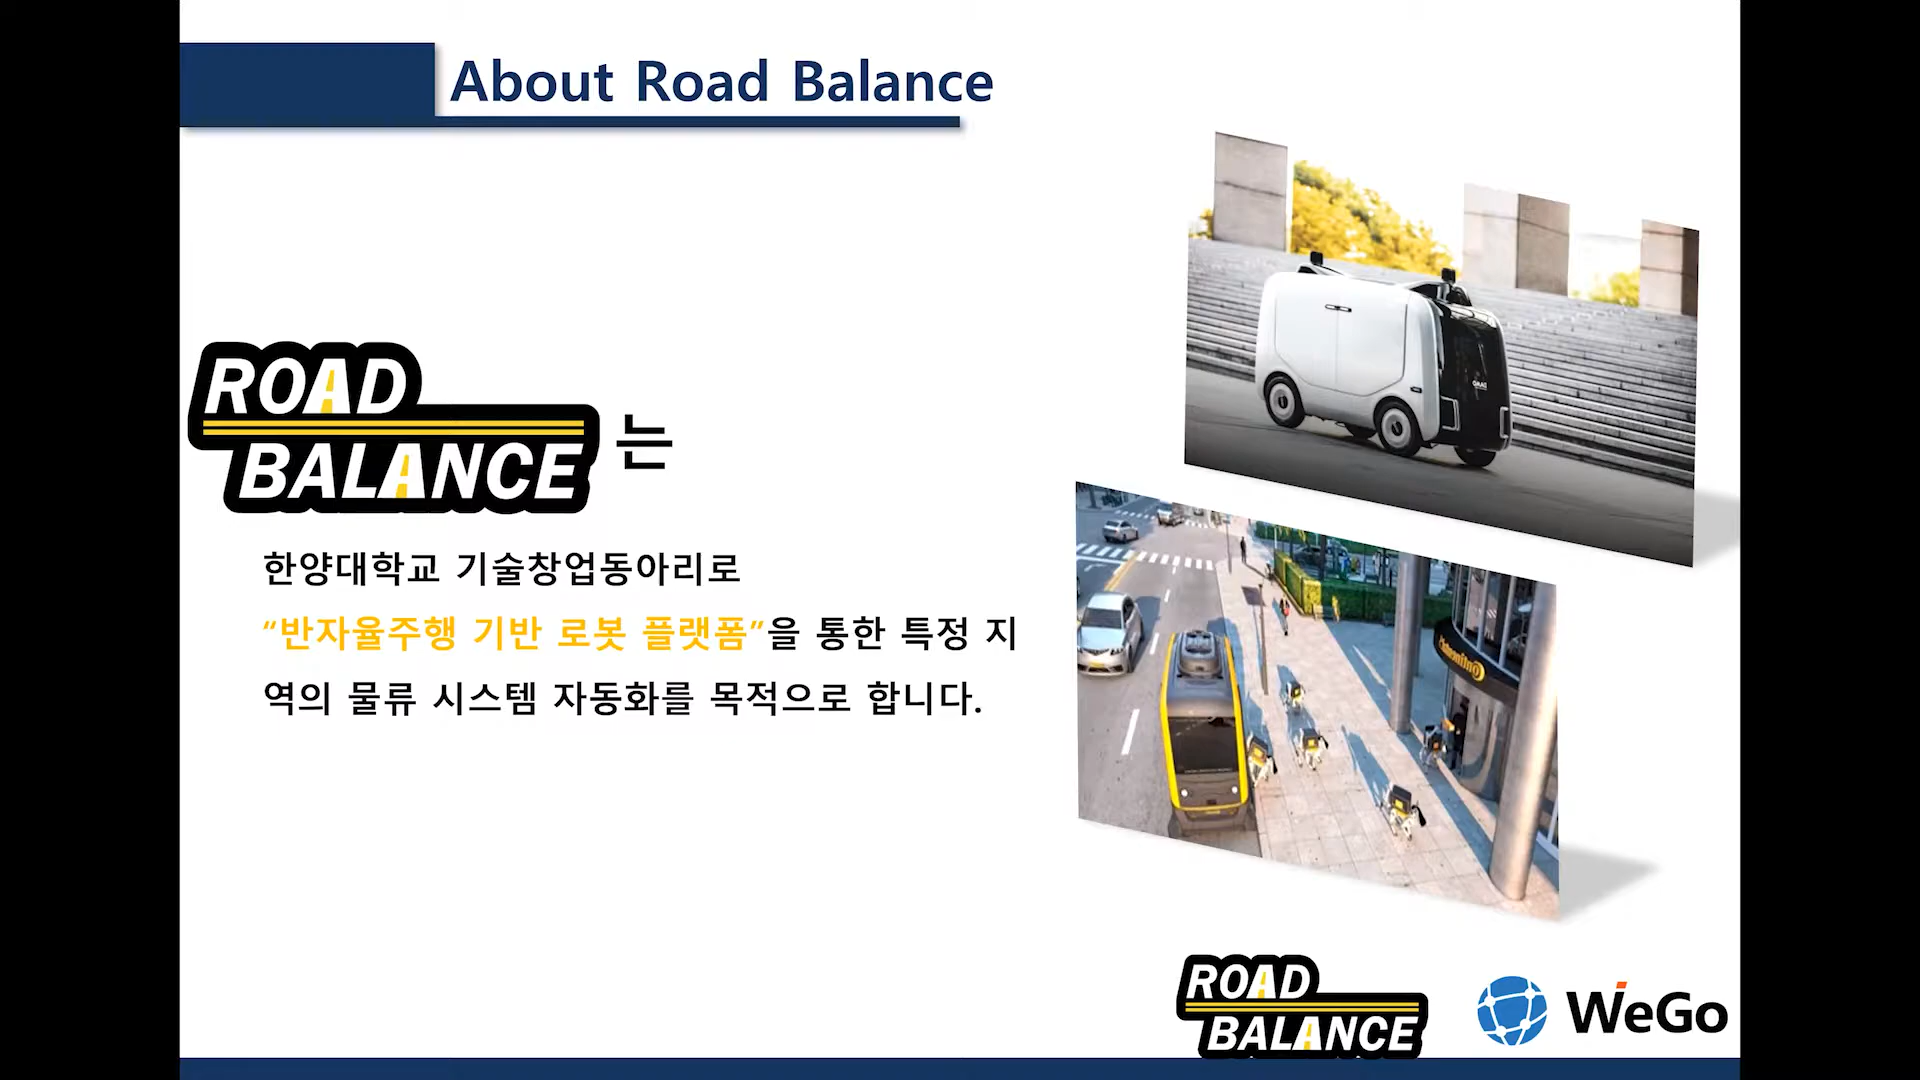 About Road Balance
ROAD
BALANCE 는
한양대학교 기술창업동아리로
“반자율주행 기반 로봇 플랫폼”을 통한 특정 지
역의 물류 시스템 자동화를 목적으로 합니다.
Continental
ROAD
BALANCE
WeGo